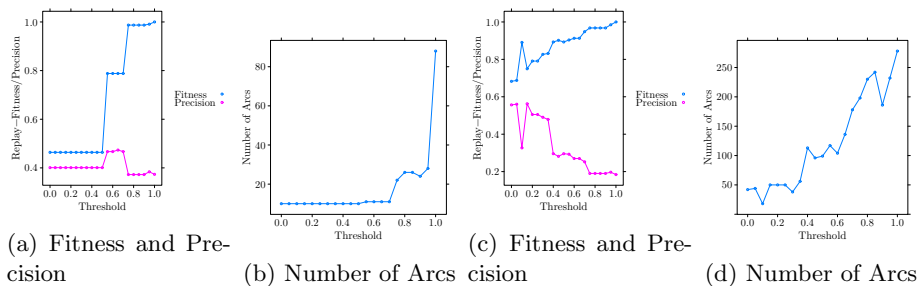 Replay−Fitness/Precision
1.0
0.8
0.6
0.4
0.0 0.2 0.4 0.6 0.8 1.0
Threshold
Fitness
Precision
(a) Fitness and Pre-
cision
Number of Arcs
80
60
40
20
0.0 0.2 0.4 0.6 0.8 1.0
Threshold
(b) Number of Arcs
Replay−Fitness/Precision
1.0
0.8
0.6
0.4
0.2
0.0 0.2 0.4 0.6 0.8 1.0
Threshold
Fitness
Precision
(c) Fitness and Pre-
cision
Number of Arcs
250
200
150
100
50
0
0.0 0.2 0.4 0.6 0.8 1.0
Threshold
(d) Number of Arcs